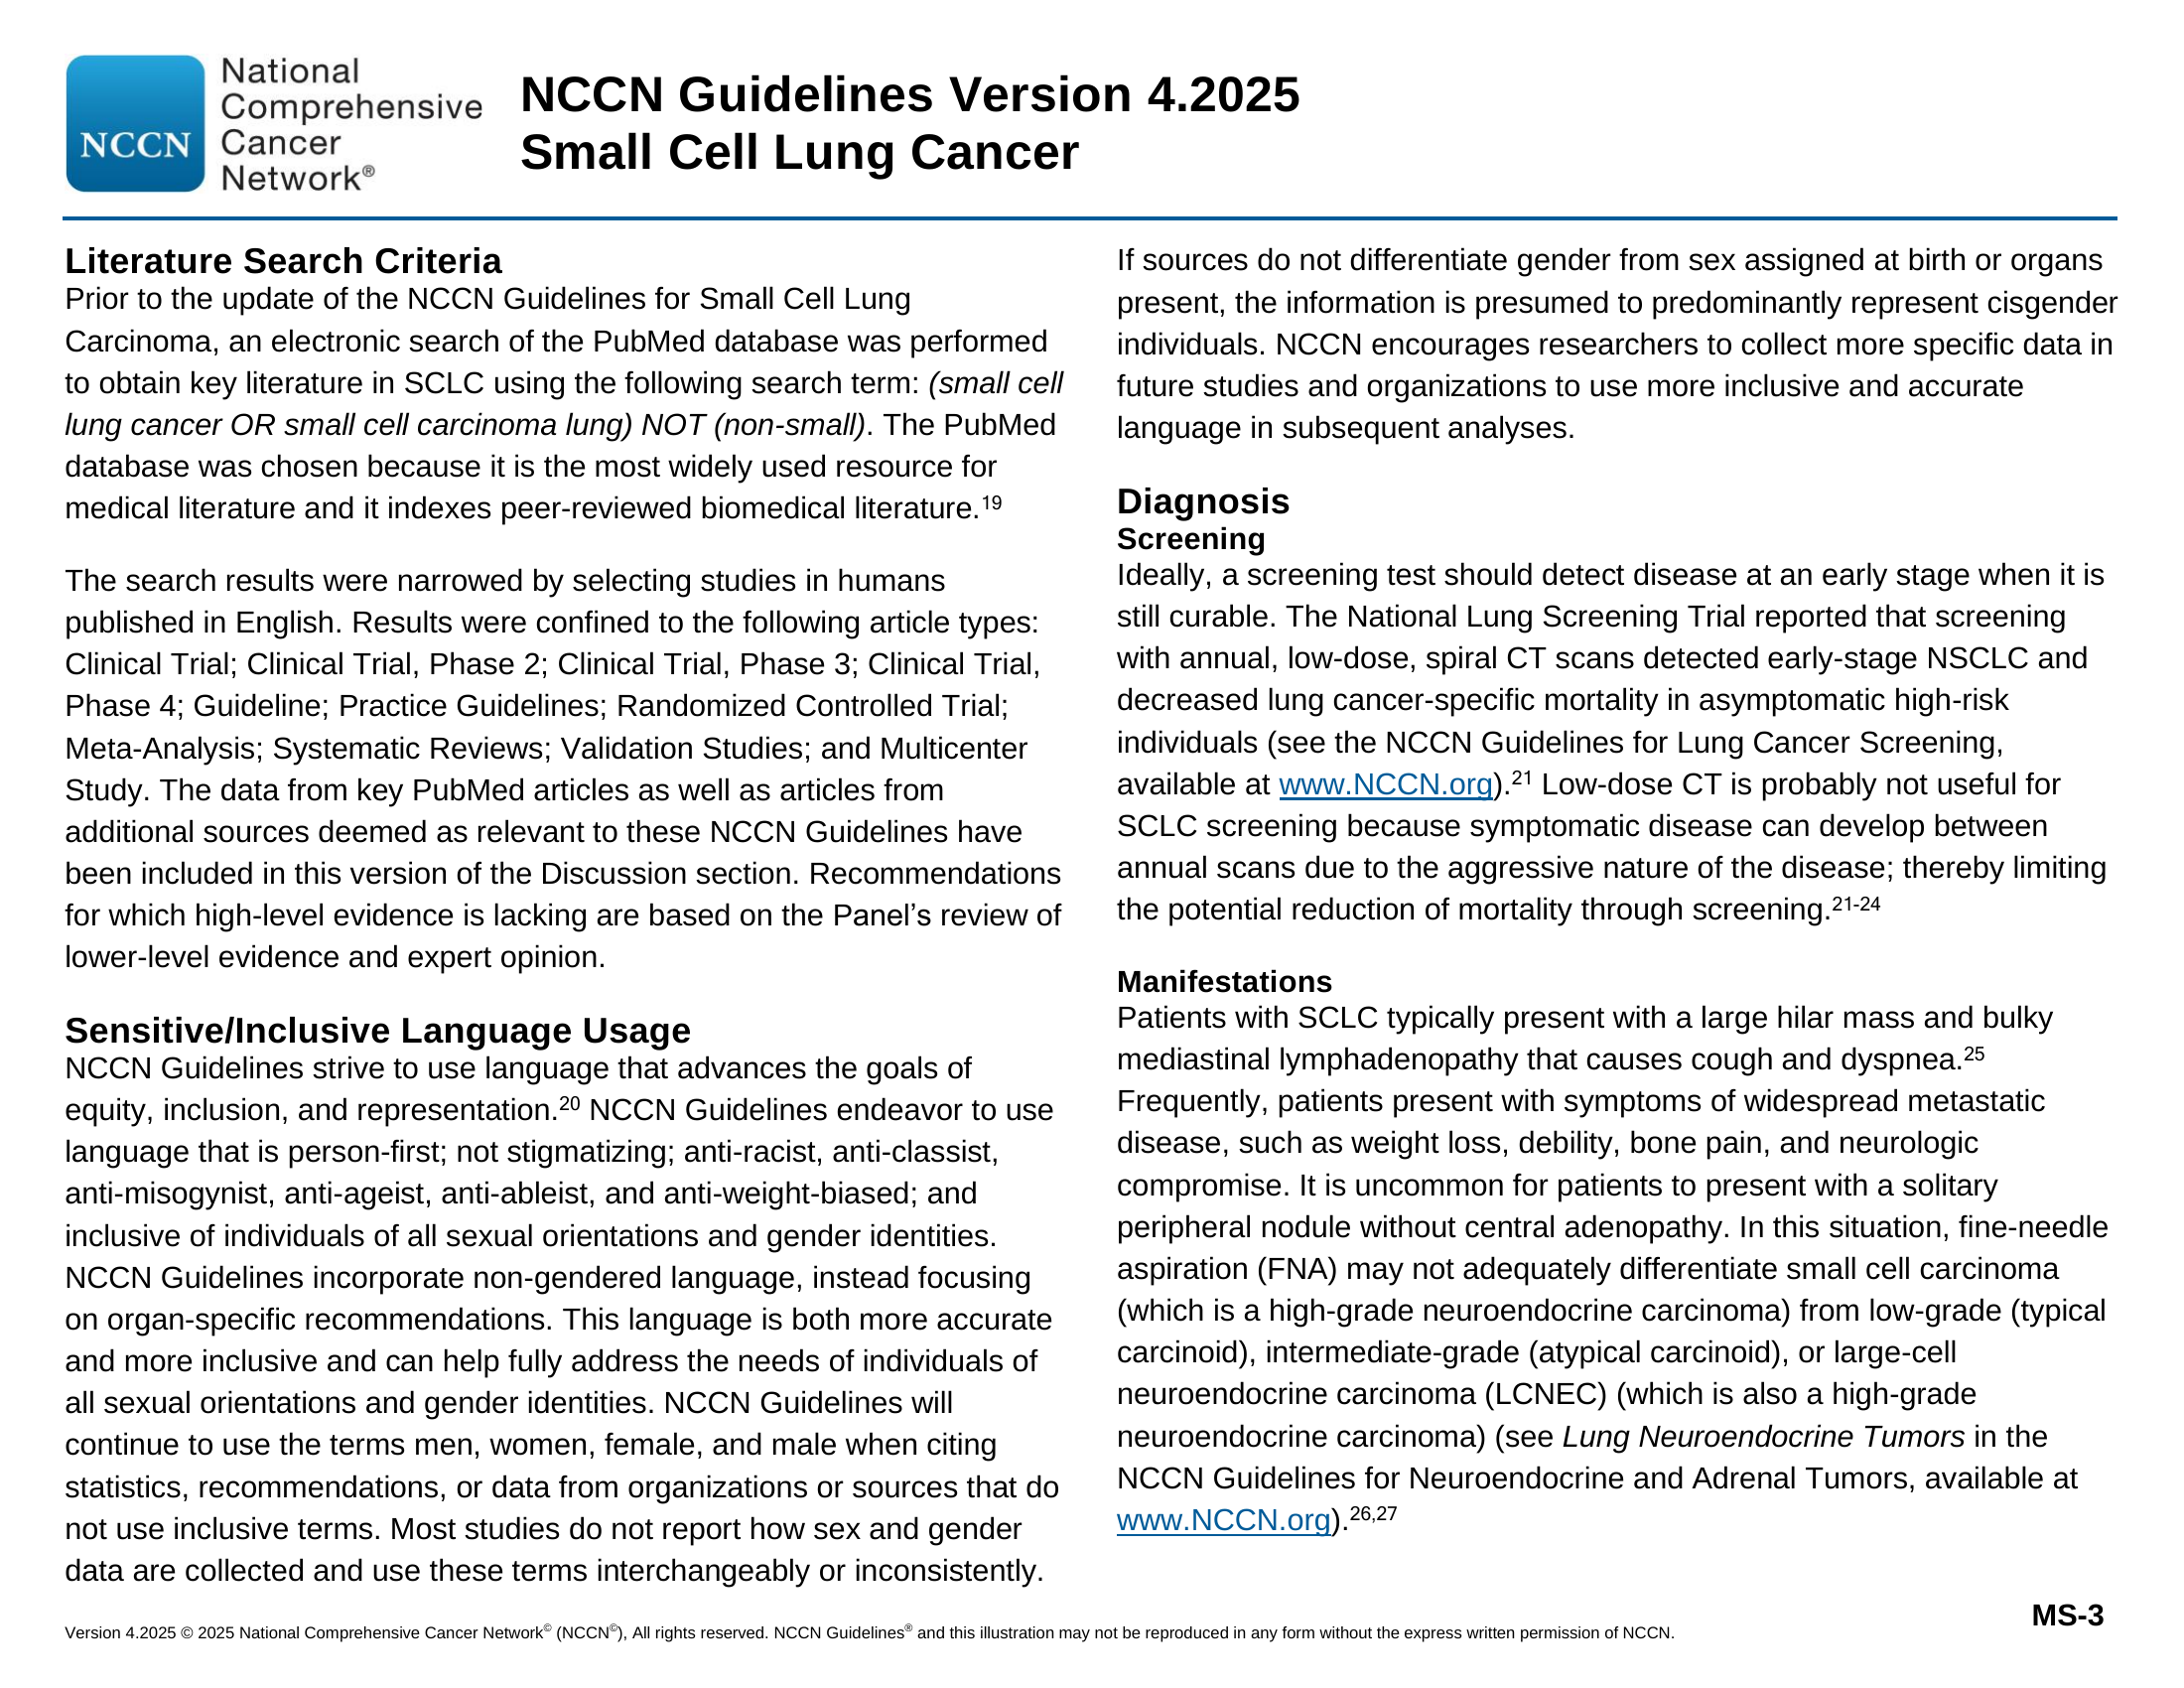 NCCN
National
Comprehensive
Cancer
Network®
NCCN Guidelines Version 4.2025
Small Cell Lung Cancer
Literature Search Criteria
Prior to the update of the NCCN Guidelines for Small Cell Lung
Carcinoma, an electronic search of the PubMed database was performed
to obtain key literature in SCLC using the following search term: (small cell
lung cancer OR small cell carcinoma lung) NOT (non-small). The PubMed
database was chosen because it is the most widely used resource for
medical literature and it indexes peer-reviewed biomedical literature.19
The search results were narrowed by selecting studies in humans
published in English. Results were confined to the following article types:
Clinical Trial; Clinical Trial, Phase 2; Clinical Trial, Phase 3; Clinical Trial,
Phase 4; Guideline; Practice Guidelines; Randomized Controlled Trial;
Meta-Analysis; Systematic Reviews; Validation Studies; and Multicenter
Study. The data from key PubMed articles as well as articles from
additional sources deemed as relevant to these NCCN Guidelines have
been included in this version of the Discussion section. Recommendations
for which high-level evidence is lacking are based on the Panel’s review of
lower-level evidence and expert opinion.
Sensitive/Inclusive Language Usage
NCCN Guidelines strive to use language that advances the goals of
equity, inclusion, and representation.20 NCCN Guidelines endeavor to use
language that is person-first; not stigmatizing; anti-racist, anti-classist,
anti-misogynist, anti-ageist, anti-ableist, and anti-weight-biased; and
inclusive of individuals of all sexual orientations and gender identities.
NCCN Guidelines incorporate non-gendered language, instead focusing
on organ-specific recommendations. This language is both more accurate
and more inclusive and can help fully address the needs of individuals of
all sexual orientations and gender identities. NCCN Guidelines will
continue to use the terms men, women, female, and male when citing
statistics, recommendations, or data from organizations or sources that do
not use inclusive terms. Most studies do not report how sex and gender
data are collected and use these terms interchangeably or inconsistently.
If sources do not differentiate gender from sex assigned at birth or organs
present, the information is presumed to predominantly represent cisgender
individuals. NCCN encourages researchers to collect more specific data in
future studies and organizations to use more inclusive and accurate
language in subsequent analyses.
Diagnosis
Screening
Ideally, a screening test should detect disease at an early stage when it is
still curable. The National Lung Screening Trial reported that screening
with annual, low-dose, spiral CT scans detected early-stage NSCLC and
decreased lung cancer-specific mortality in asymptomatic high-risk
individuals (see the NCCN Guidelines for Lung Cancer Screening,
available at www.NCCN.org).21 Low-dose CT is probably not useful for
SCLC screening because symptomatic disease can develop between
annual scans due to the aggressive nature of the disease; thereby limiting
the potential reduction of mortality through screening.21-24
Manifestations
Patients with SCLC typically present with a large hilar mass and bulky
mediastinal lymphadenopathy that causes cough and dyspnea.25
Frequently, patients present with symptoms of widespread metastatic
disease, such as weight loss, debility, bone pain, and neurologic
compromise. It is uncommon for patients to present with a solitary
peripheral nodule without central adenopathy. In this situation, fine-needle
aspiration (FNA) may not adequately differentiate small cell carcinoma
(which is a high-grade neuroendocrine carcinoma) from low-grade (typical
carcinoid), intermediate-grade (atypical carcinoid), or large-cell
neuroendocrine carcinoma (LCNEC) (which is also a high-grade
neuroendocrine carcinoma) (see Lung Neuroendocrine Tumors in the
NCCN Guidelines for Neuroendocrine and Adrenal Tumors, available at
www.NCCN.org).26,27
MS-3
Version 4.2025 © 2025 National Comprehensive Cancer Network© (NCCN©), All rights reserved. NCCN Guidelines® and this illustration may not be reproduced in any form without the express written permission of NCCN.